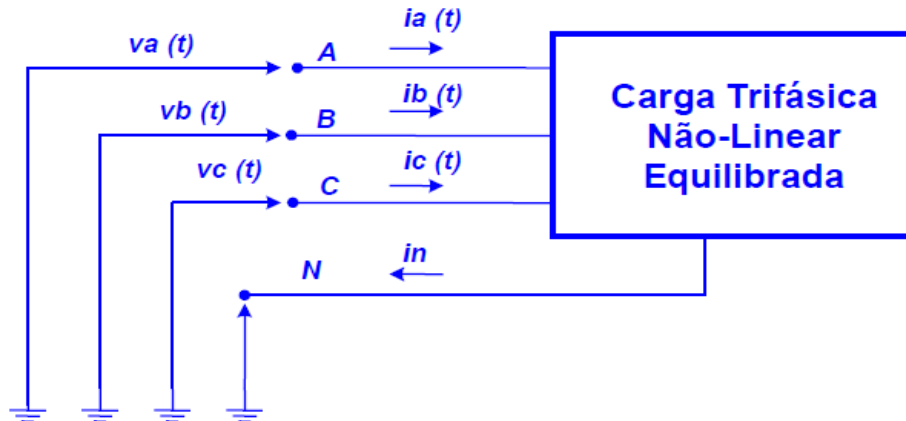 va (t)
A
ia (t)
vb (t)
B
ib (t)
vc (t)
C
ic (t)
N
in
Carga Trifásica
Não-Linear
Equilibrada